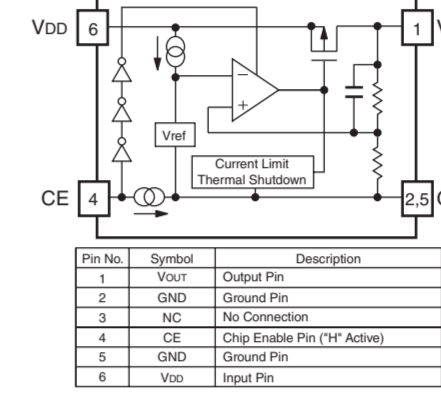 VDD 6
1 V
−
+
Vref
Current Limit
Thermal Shutdown
CE 4
2,5
Pin No. Symbol Description
1 VOUT Output Pin
2 GND Ground Pin
3 NC No Connection
4 CE Chip Enable Pin ("H" Active)
5 GND Ground Pin
6 VDD Input Pin